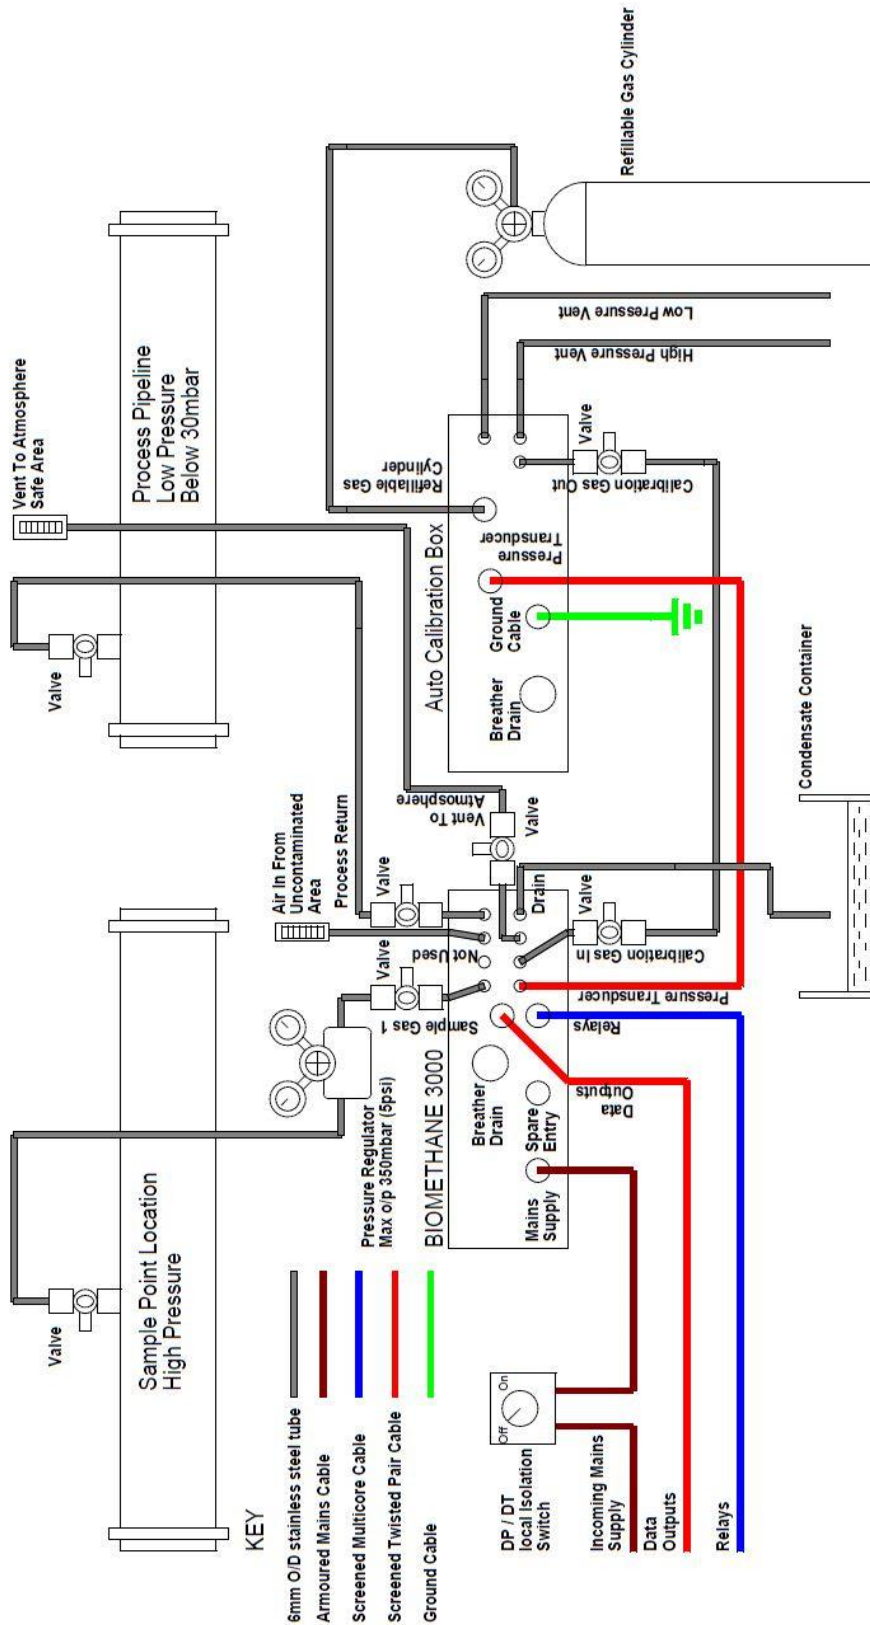 Sample Point Location
High Pressure
Valve
Process Pipeline
Low Pressure
Below 30mbar
Valve
Vent To Atmosphere
Safe Area
KEY
6mm O/D stainless steel tube
Armoured Mains Cable
Screened Multicore Cable
Screened Twisted Pair Cable
Ground Cable
Pressure Regulator
Max o/p 350mbar (5psi)
Air In From
Uncontaminated
Area
Process Return
Valve
Valve
BIOMETHANE 3000
Sample Gas 1
Not Used
Breather
Drain
Mains
Supply
Spare
Entry
Drain
Vent To
Atmosphere
Valve
Data
Outputs
Relays
Pressure Transducer
Calibration Gas In
Valve
Auto Calibration Box
Refillable Gas
Cylinder
Pressure
Transducer
Ground
Cable
Breather
Drain
Calibration Gas Out
Valve
High Pressure Vent
Low Pressure Vent
Refillable Gas Cylinder
Off
On
DP / DT
local Isolation
Switch
Incoming Mains
Supply
Data
Outputs
Relays
Condensate Container